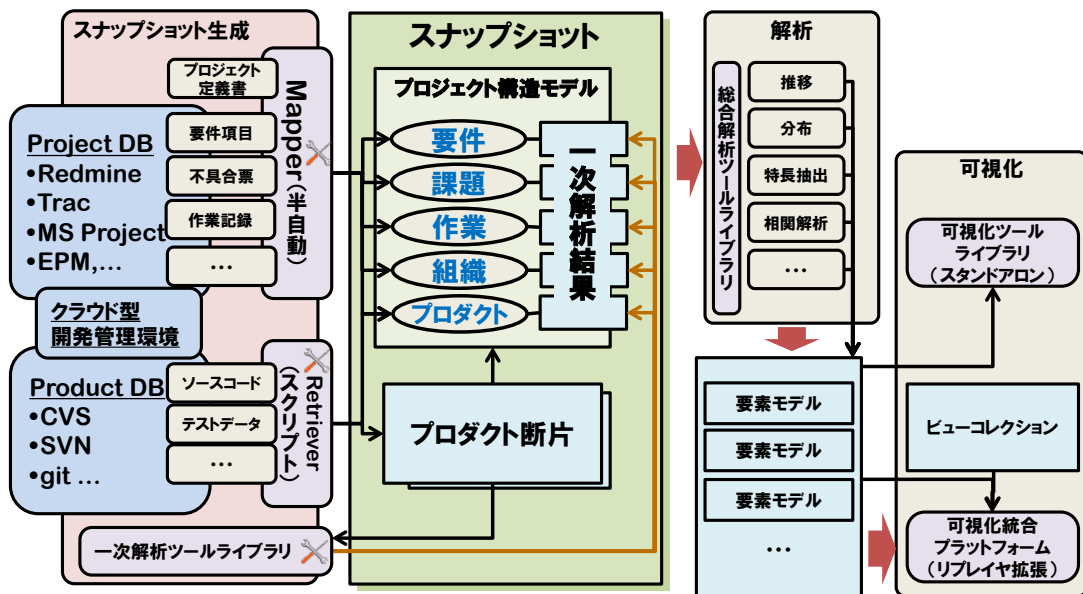 スナップショット生成
プロジェクト
定義書
Mapper(半自動)
Project DB
•Redmine
•Trac
•MS Project
•EPM,…
要件項目
不具合票
作業記録
…
クラウド型
開発管理環境
Product DB
•CVS
•SVN
•git …
ソースコード
テストデータ
…
Retriever
(スクリプト)
一次解析ツールライブラリ
スナップショット
プロジェクト構造モデル
要件
課題
作業
組織
プロダクト
一次解析結果
プロダクト断片
解析
総合解析ツールライブラリ
推移
分布
特長抽出
相関解析
…
要素モデル
要素モデル
要素モデル
…
可視化
可視化ツール
ライブラリ
(スタンドアロン)
ビューコレクション
可視化統合
プラットフォーム
(リプレイヤ拡張)